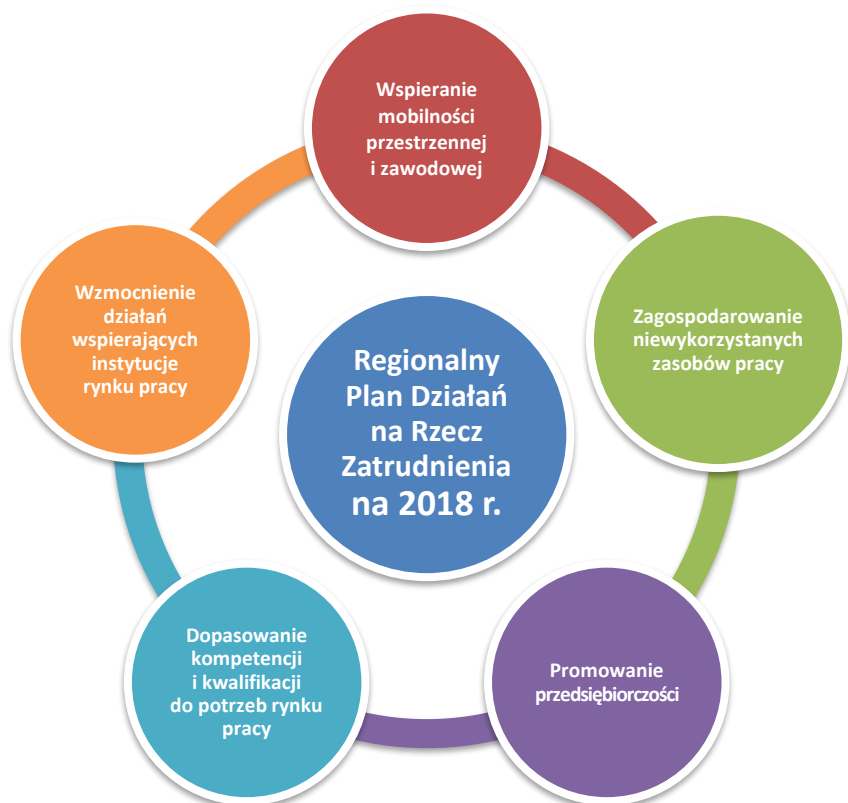 Wspieranie
mobilności
przestrzennej
i zawodowej
Zagospodarowanie
niewykorzystanych
zasobów pracy
Promowanie
przedsiębiorczości
Dopasowanie
kompetencji
i kwalifikacji
do potrzeb rynku
pracy
Wzmocnienie
działań
wspierających
instytucje
rynku pracy
Regionalny
Plan Działań
na Rzecz
Zatrudnienia
na 2018 r.